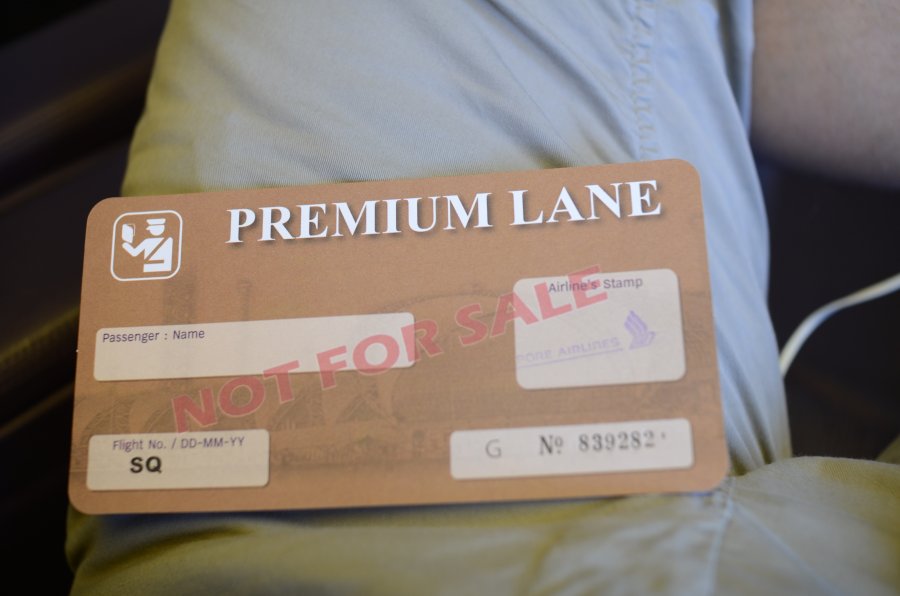 PREMIUM LANE
Airline's Stamp
Passenger : Name
NOT FOR SALE
PORE AIRLINES
Flight No. / DD-MM-YY
SQ
G Nº 839282